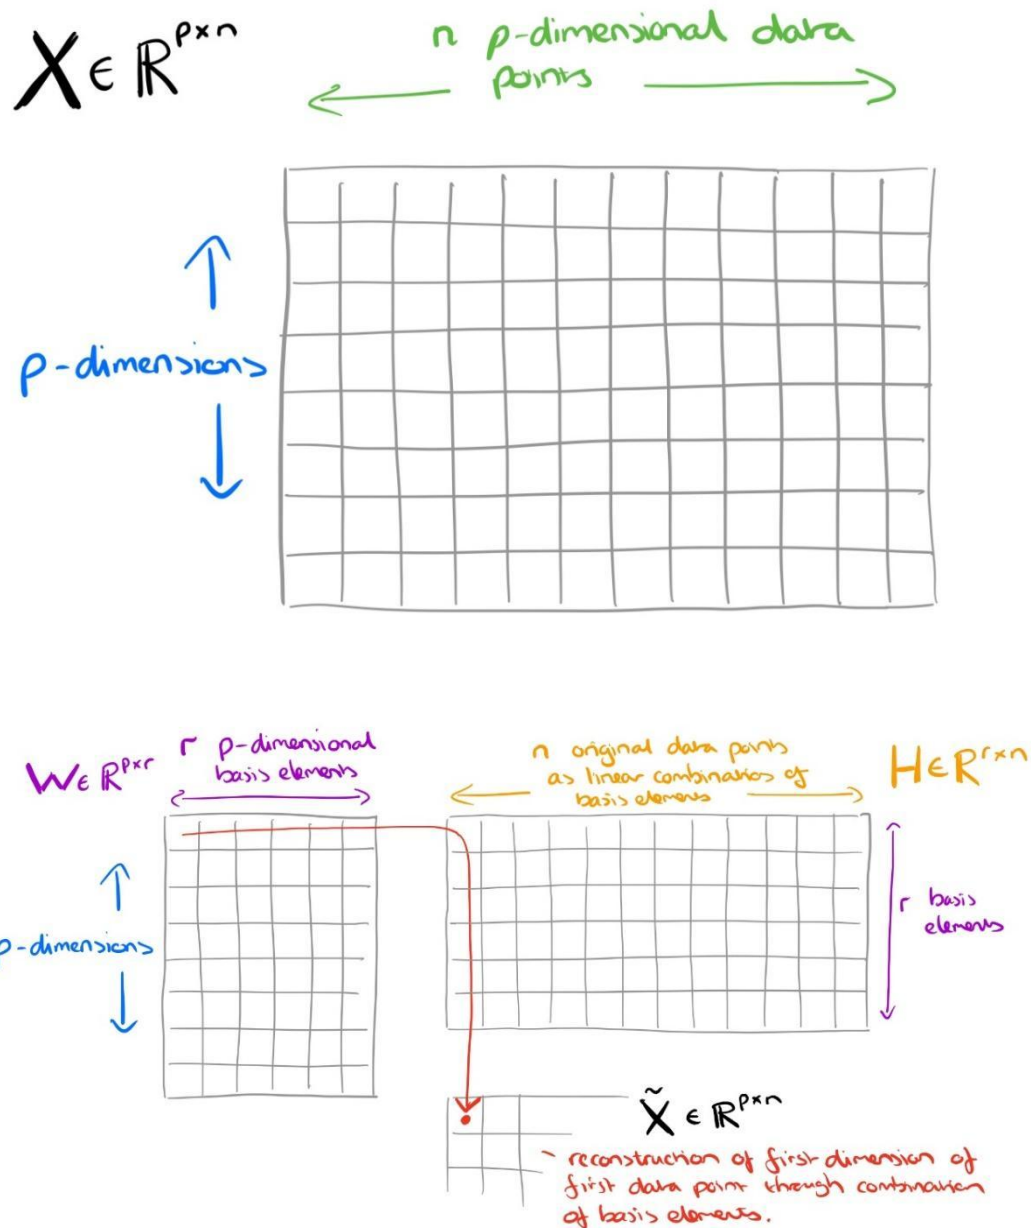 X ∈ ℝ^{p×n}
n p-dimensional data
points
p-dimensions
W ∈ ℝ^{p×r}
r p-dimensional
basis elements
n original data points
as linear combination of
basis elements
H ∈ ℝ^{r×n}
p-dimensions
r basis
elements
X̃ ∈ ℝ^{p×n}
- reconstruction of first dimension of
first data point through combination
of basis elements.